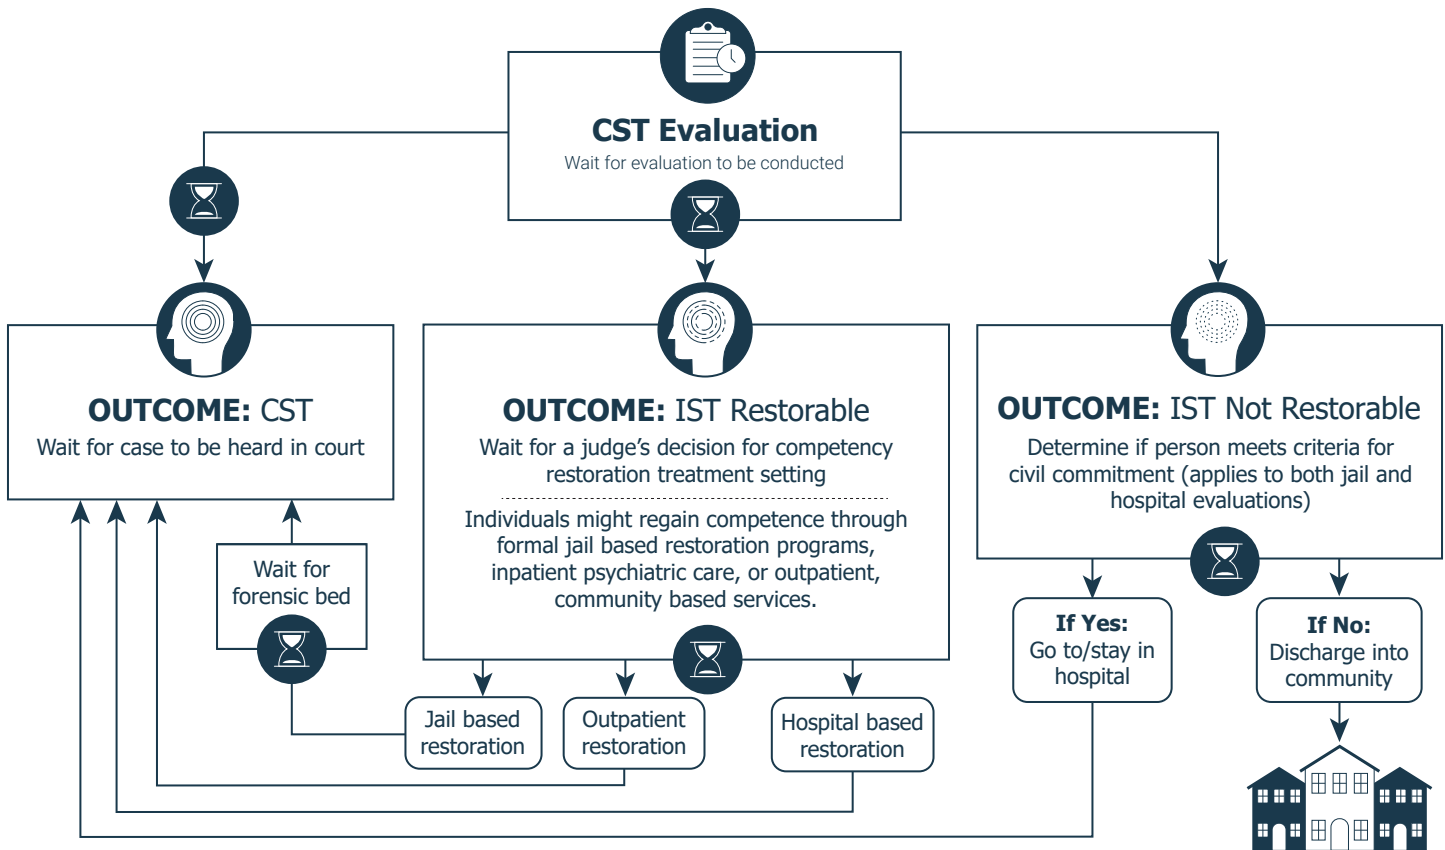 CST Evaluation
Wait for evaluation to be conducted
OUTCOME: CST
Wait for case to be heard in court
OUTCOME: IST Restorable
Wait for a judge’s decision for competency
restoration treatment setting
Individuals might regain competence through
formal jail based restoration programs,
inpatient psychiatric care, or outpatient,
community based services.
OUTCOME: IST Not Restorable
Determine if person meets criteria for
civil commitment (applies to both jail and
hospital evaluations)
Wait for
forensic bed
If Yes:
Go to/stay in
hospital
If No:
Discharge into
community
Jail based
restoration
Outpatient
restoration
Hospital based
restoration